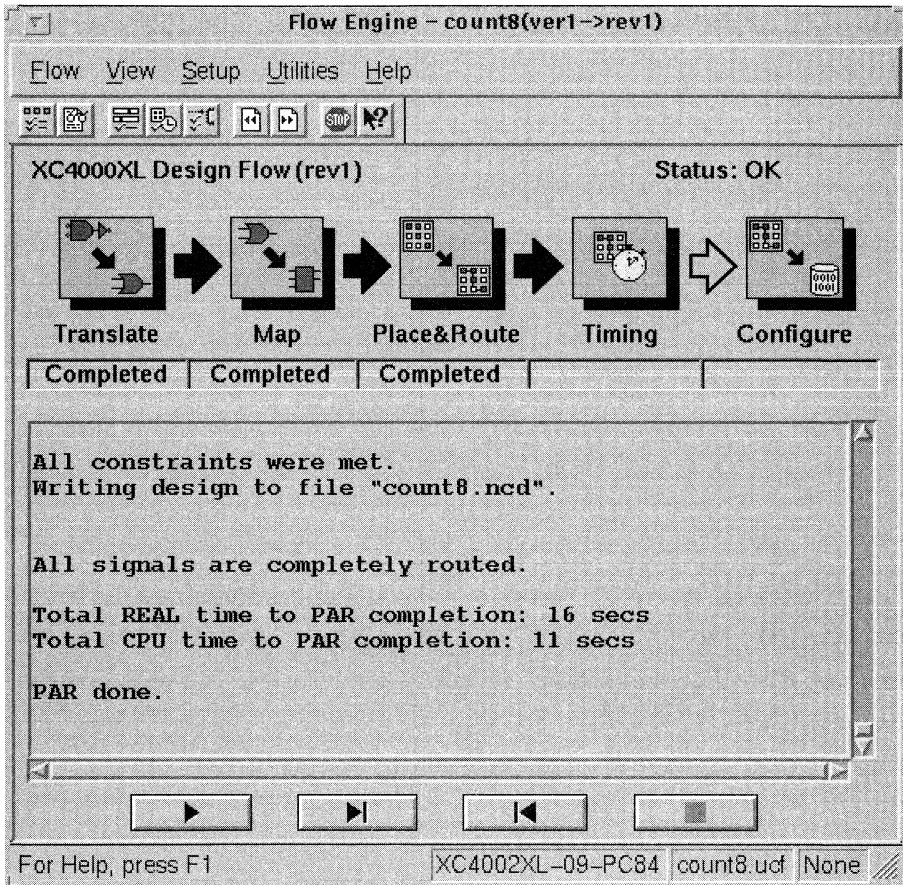 Flow Engine – count8(ver1–>rev1)
Flow View Setup Utilities Help
STOP ?
XC4000XL Design Flow (rev1) Status: OK
0010
1001
Translate Map Place&Route Timing Configure
Completed Completed Completed
All constraints were met.
Writing design to file "count8.ncd".
All signals are completely routed.
Total REAL time to PAR completion: 16 secs
Total CPU time to PAR completion: 11 secs
PAR done.
For Help, press F1 XC4002XL–09–PC84 count8.ucf None